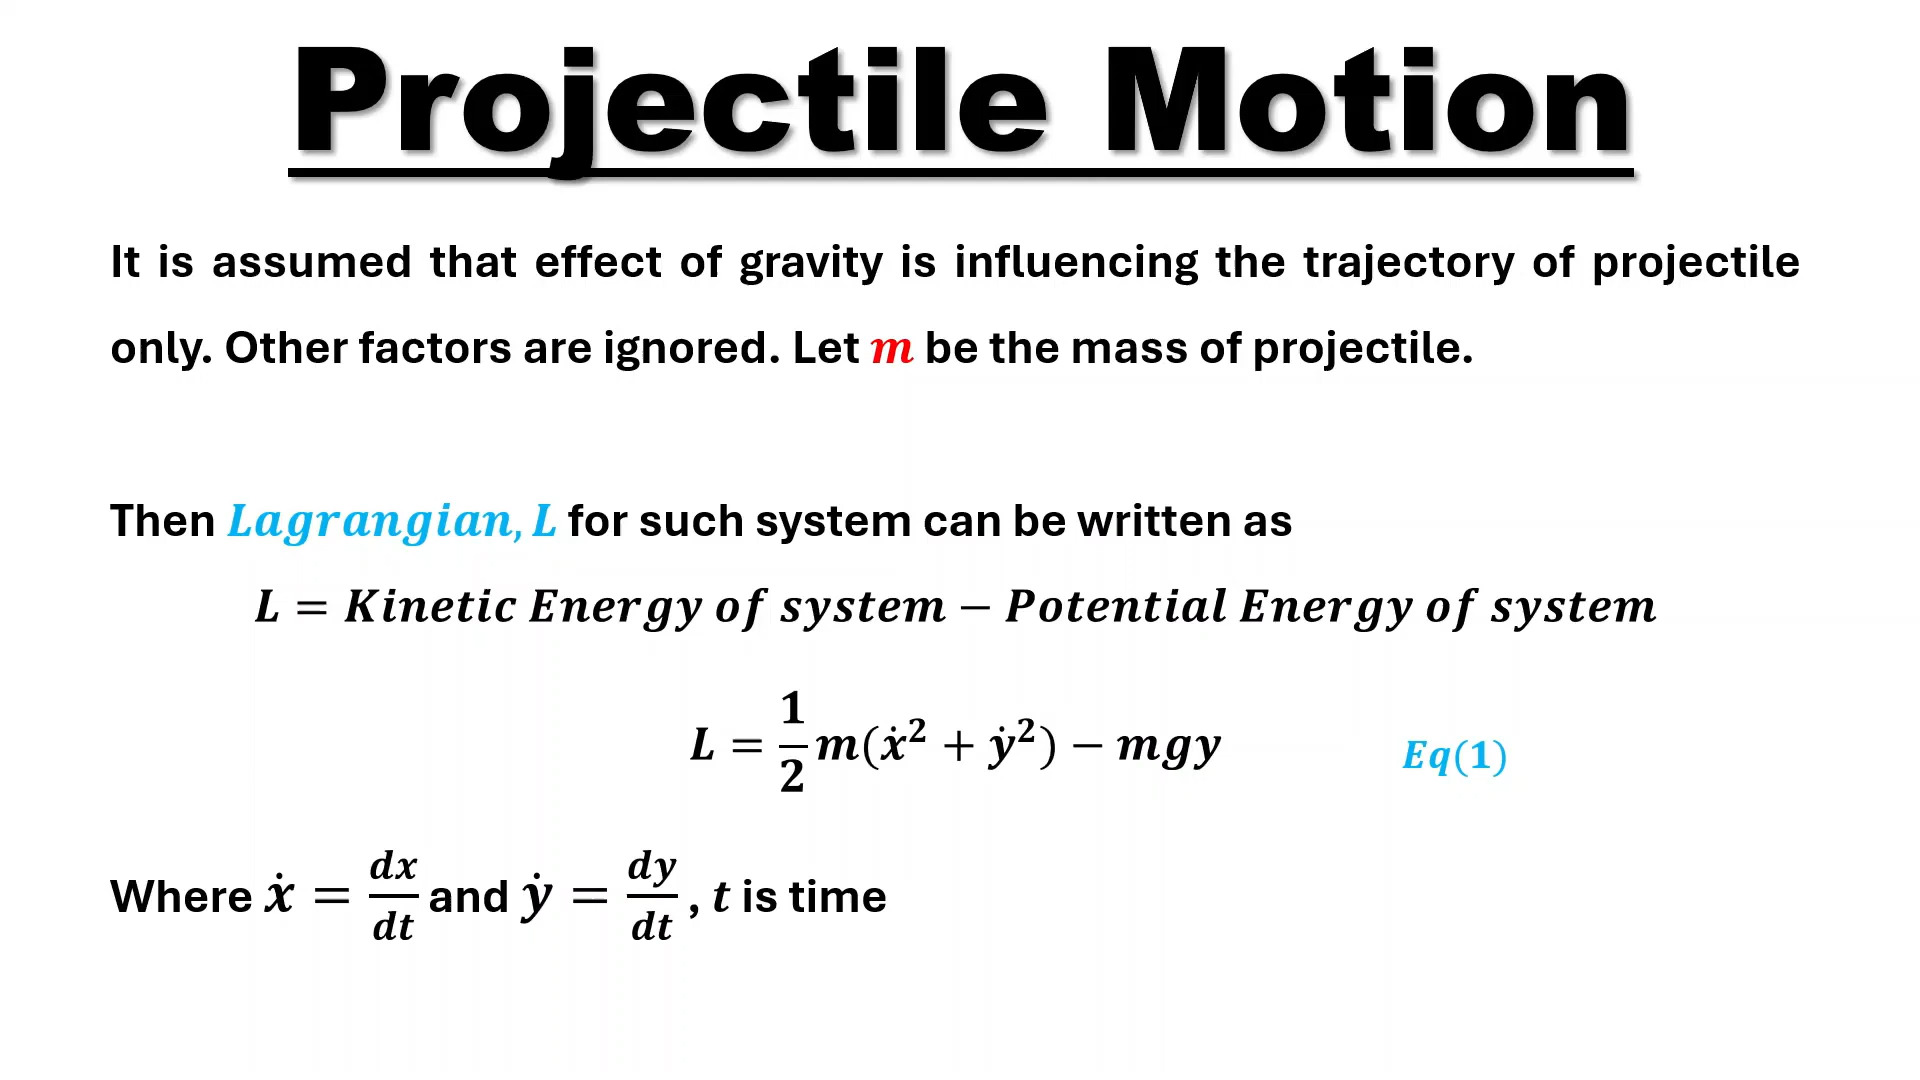 Projectile Motion
It is assumed that effect of gravity is influencing the trajectory of projectile
only. Other factors are ignored. Let m be the mass of projectile.
Then Lagrangian, L for such system can be written as
L = Kinetic Energy of system − Potential Energy of system
L = 1/2 m(ẋ² + ẏ²) − mgy Eq(1)
Where ẋ = dx/dt and ẏ = dy/dt, t is time